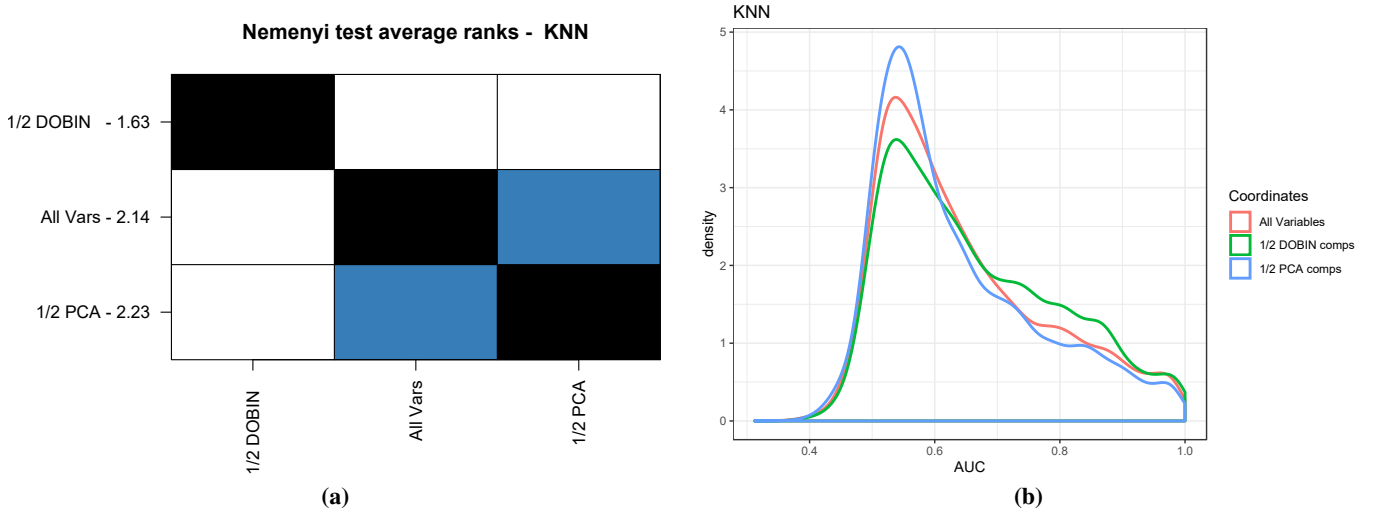 Nemenyi test average ranks - KNN
1/2 DOBIN - 1.63
All Vars - 2.14
1/2 PCA - 2.23
1/2 DOBIN
All Vars
1/2 PCA
(a)
KNN
5
4
3
2
1
0
density
0.4
0.6
0.8
1.0
AUC
Coordinates
All Variables
1/2 DOBIN comps
1/2 PCA comps
(b)